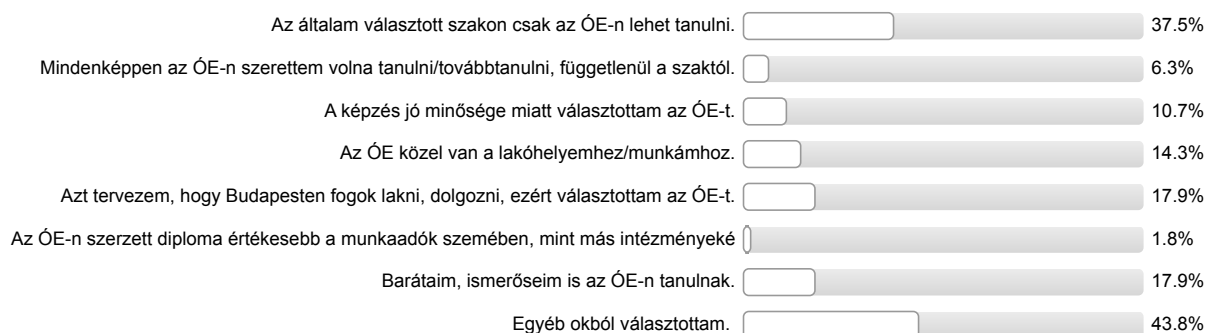 Az általam választott szakon csak az ÓE-n lehet tanulni. 37.5%
Mindenképpen az ÓE-n szerettem volna tanulni/továbbtanulni, függetlenül a szaktól. 6.3%
A képzés jó minősége miatt választottam az ÓE-t. 10.7%
Az ÓE közel van a lakóhelyemhez/munkámhoz. 14.3%
Azt tervezem, hogy Budapesten fogok lakni, dolgozni, ezért választottam az ÓE-t. 17.9%
Az ÓE-n szerzett diploma értékesebb a munkaadók szemében, mint más intézményeké 1.8%
Barátaim, ismerőseim is az ÓE-n tanulnak. 17.9%
Egyéb okból választottam. 43.8%